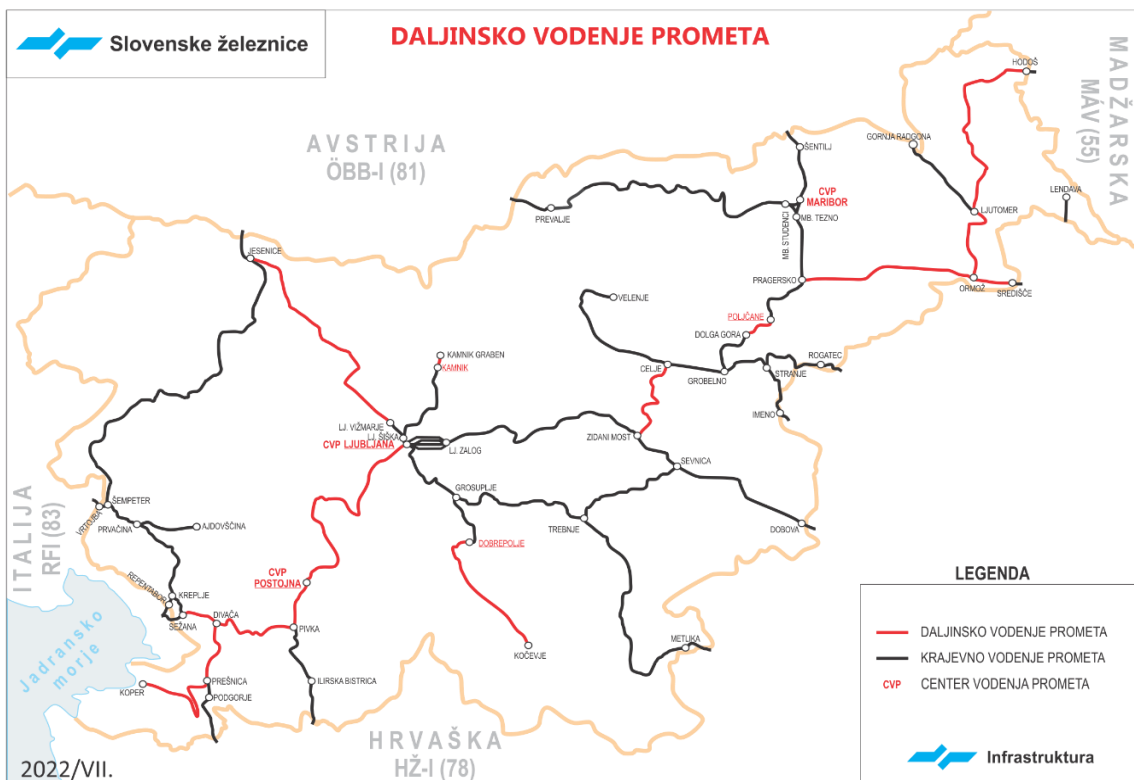 Slovenske železnice
DALJINSKO VODENJE PROMETA
AVSTRIJA
ÖBB-I (81)
MADŽARSKA
MÁV (55)
HODOŠ
GORNJA RADGONA
ŠENTILJ
LENDAVA
CVP
MARIBOR
PREVALJE
MB. STUDENCI
MB. TEZNO
LJUTOMER
JESENICE
PRAGERSKO
ORMOŽ
SREDIŠČE
VELENJE
POLJČANE
DOLGA GORA
ROGATEC
KAMNIK GRABEN
KAMNIK
CELJE
GROBELNO
STRANJE
IMENO
LJ. VIŽMARJE
LJ. ŠIŠKA
CVP LJUBLJANA
LJ. ZALOG
ZIDANI MOST
SEVNICA
GROSUPLJE
ŠEMPETER
VRTOJBA
PRVAČINA
AJDOVŠČINA
TREBNJE
DOBOVA
DOBREPOLJE
ITALIJA
RFI (83)
CVP
POSTOJNA
REPENTABOR
KREPLJE
SEŽANA
DIVAČA
PIVKA
KOČEVJE
METLIKA
Jadransko
morje
KOPER
PREŠNICA
PODGORJE
ILIRSKA BISTRICA
HRVAŠKA
HŽ-I (78)
LEGENDA
DALJINSKO VODENJE PROMETA
KRAJEVNO VODENJE PROMETA
CVP CENTER VODENJA PROMETA
Infrastruktura
2022/VII.